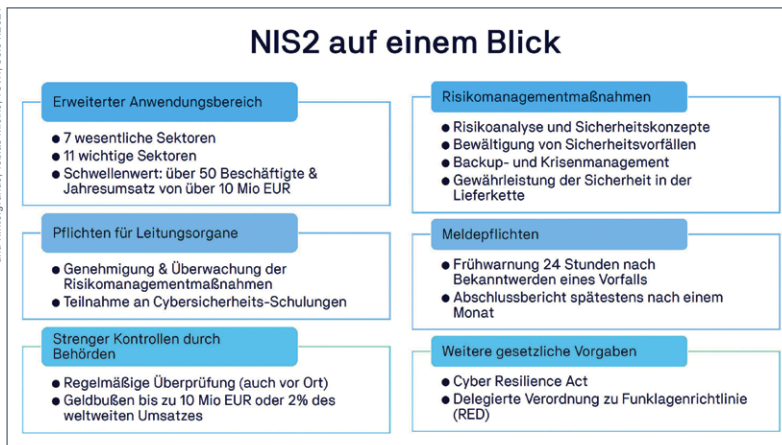 NIS2 auf einem Blick
Erweiterter Anwendungsbereich
● 7 wesentliche Sektoren
● 11 wichtige Sektoren
● Schwellenwert: über 50 Beschäftigte &
Jahresumsatz von über 10 Mio EUR
Pflichten für Leitungsorgane
● Genehmigung & Überwachung der
Risikomanagementmaßnahmen
● Teilnahme an Cybersicherheits-Schulungen
Strenger Kontrollen durch
Behörden
● Regelmäßige Überprüfung (auch vor Ort)
● Geldbußen bis zu 10 Mio EUR oder 2% des
weltweiten Umsatzes
Risikomanagementmaßnahmen
● Risikoanalyse und Sicherheitskonzepte
● Bewältigung von Sicherheitsvorfällen
● Backup- und Krisenmanagement
● Gewährleistung der Sicherheit in der
Lieferkette
Meldepflichten
● Frühwarnung 24 Stunden nach
Bekanntwerden eines Vorfalls
● Abschlussbericht spätestens nach einem
Monat
Weitere gesetzliche Vorgaben
● Cyber Resilience Act
● Delegierte Verordnung zu Funklagenrichtlinie
(RED)